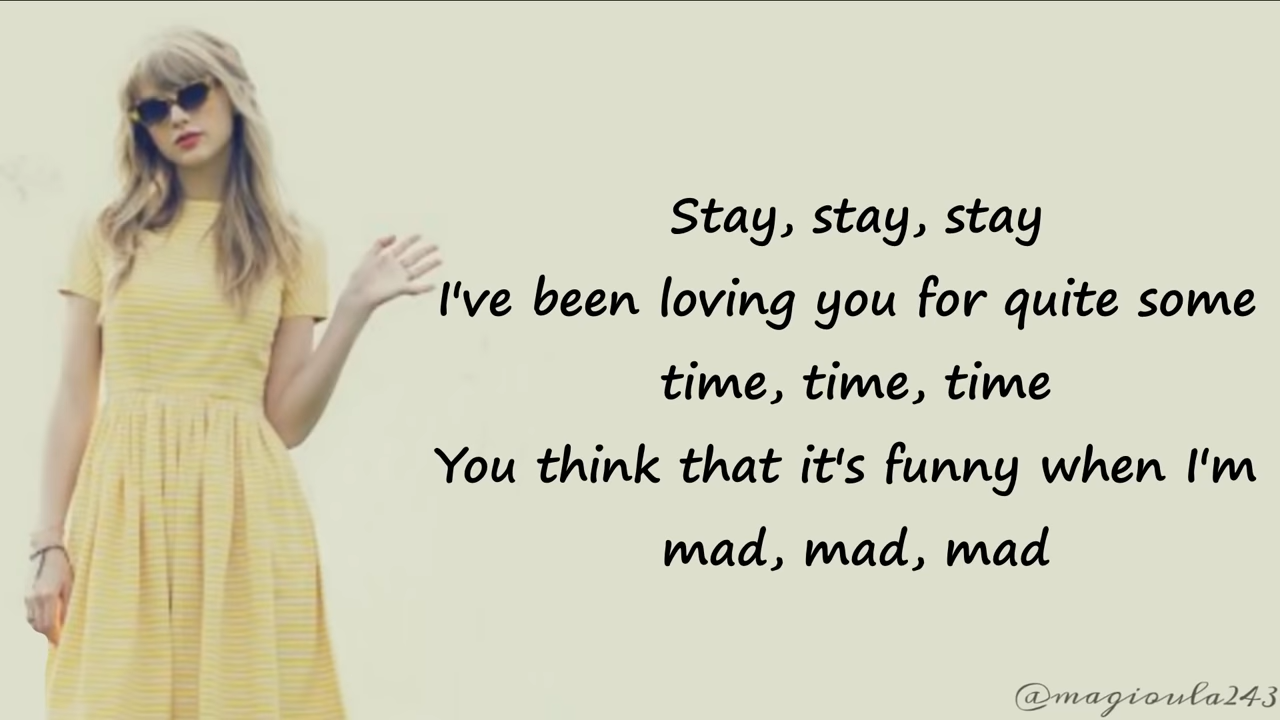 Stay, stay, stay
I've been loving you for quite some
time, time, time
You think that it's funny when I'm
mad, mad, mad
@magioula243